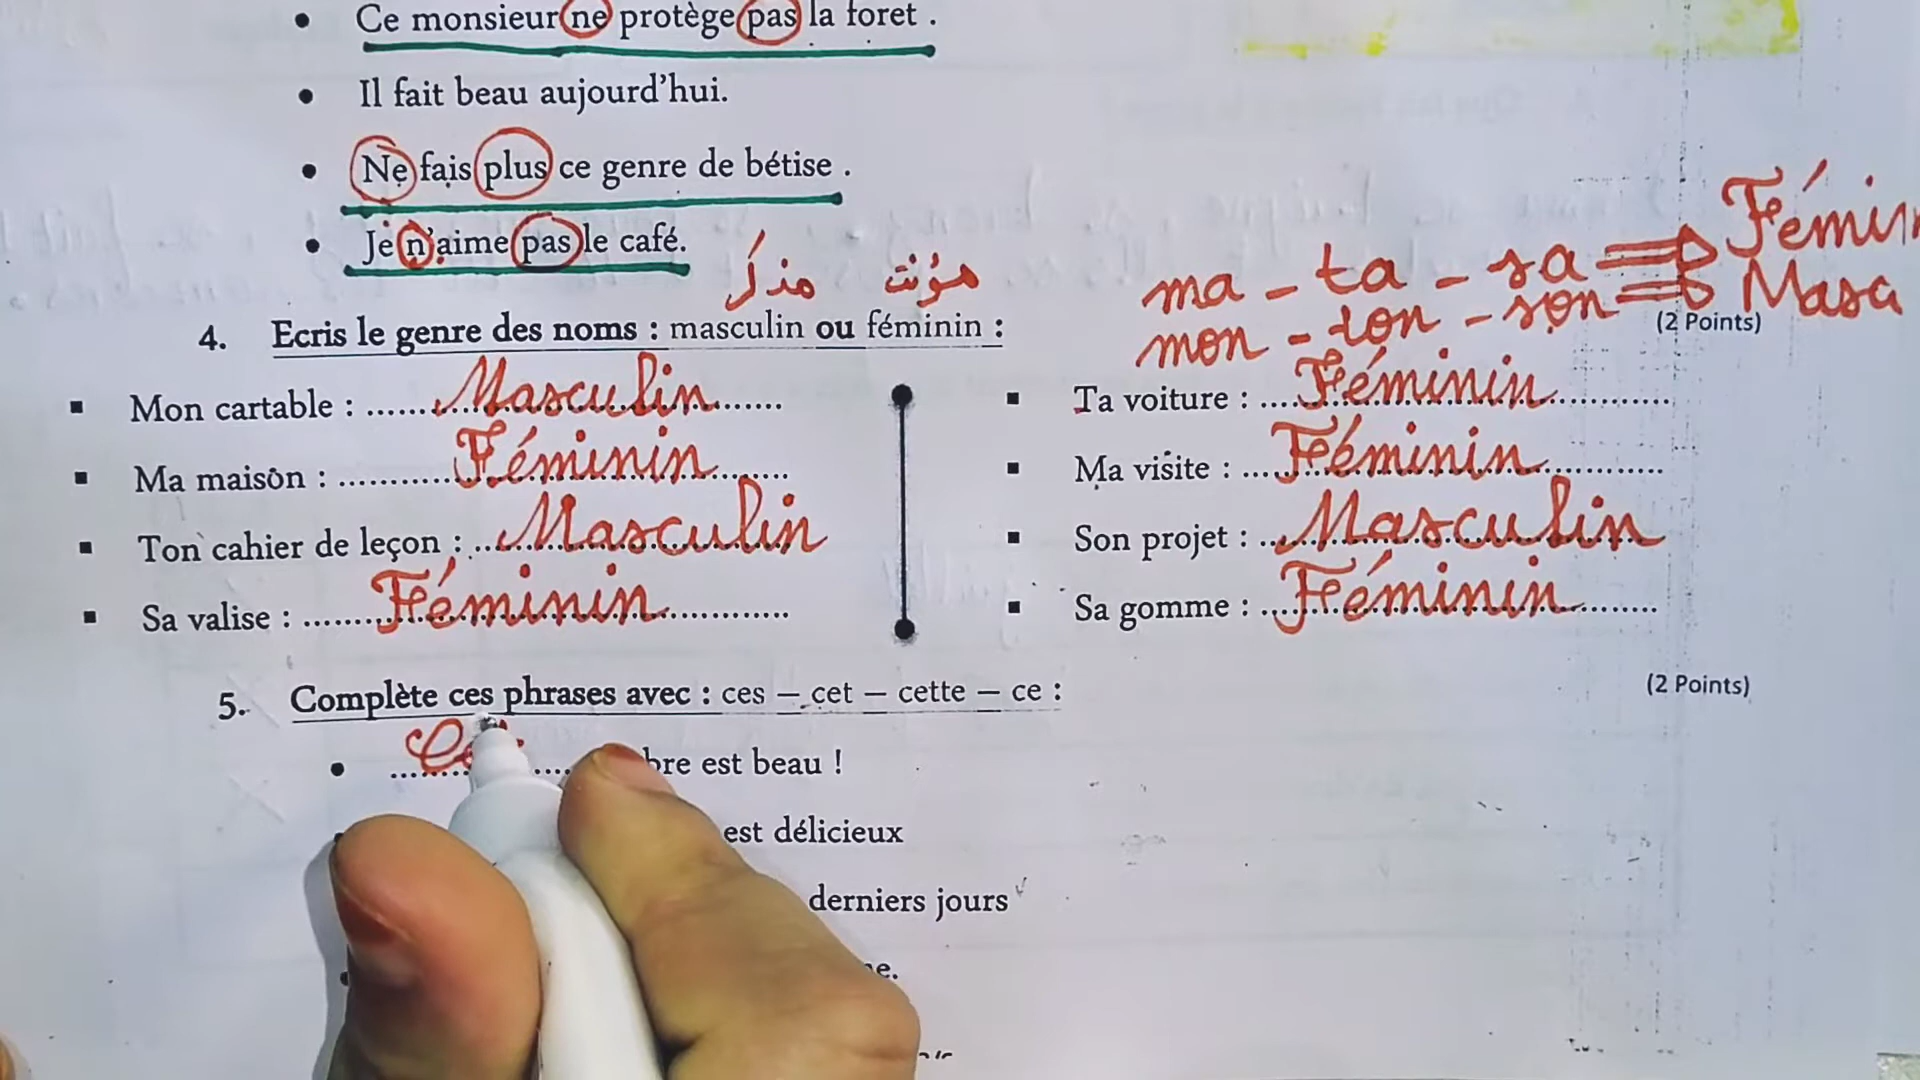 Ce monsieur ne protège pas la foret .
Il fait beau aujourd'hui.
Ne fais plus ce genre de bétise .
Je n'aime pas le café.
مذكر مؤنث
ma - ta - sa
mon - ton - son
4. Ecris le genre des noms : masculin ou féminin : (2 Points)
Mon cartable : Masculin
Ma maison : Féminin
Ton cahier de leçon : Masculin
Sa valise : Féminin
Ta voiture : Féminin
Ma visite : Féminin
Son projet : Masculin
Sa gomme : Féminin
5. Complète ces phrases avec : ces – cet – cette – ce : (2 Points)
est beau !
est délicieux
derniers jours